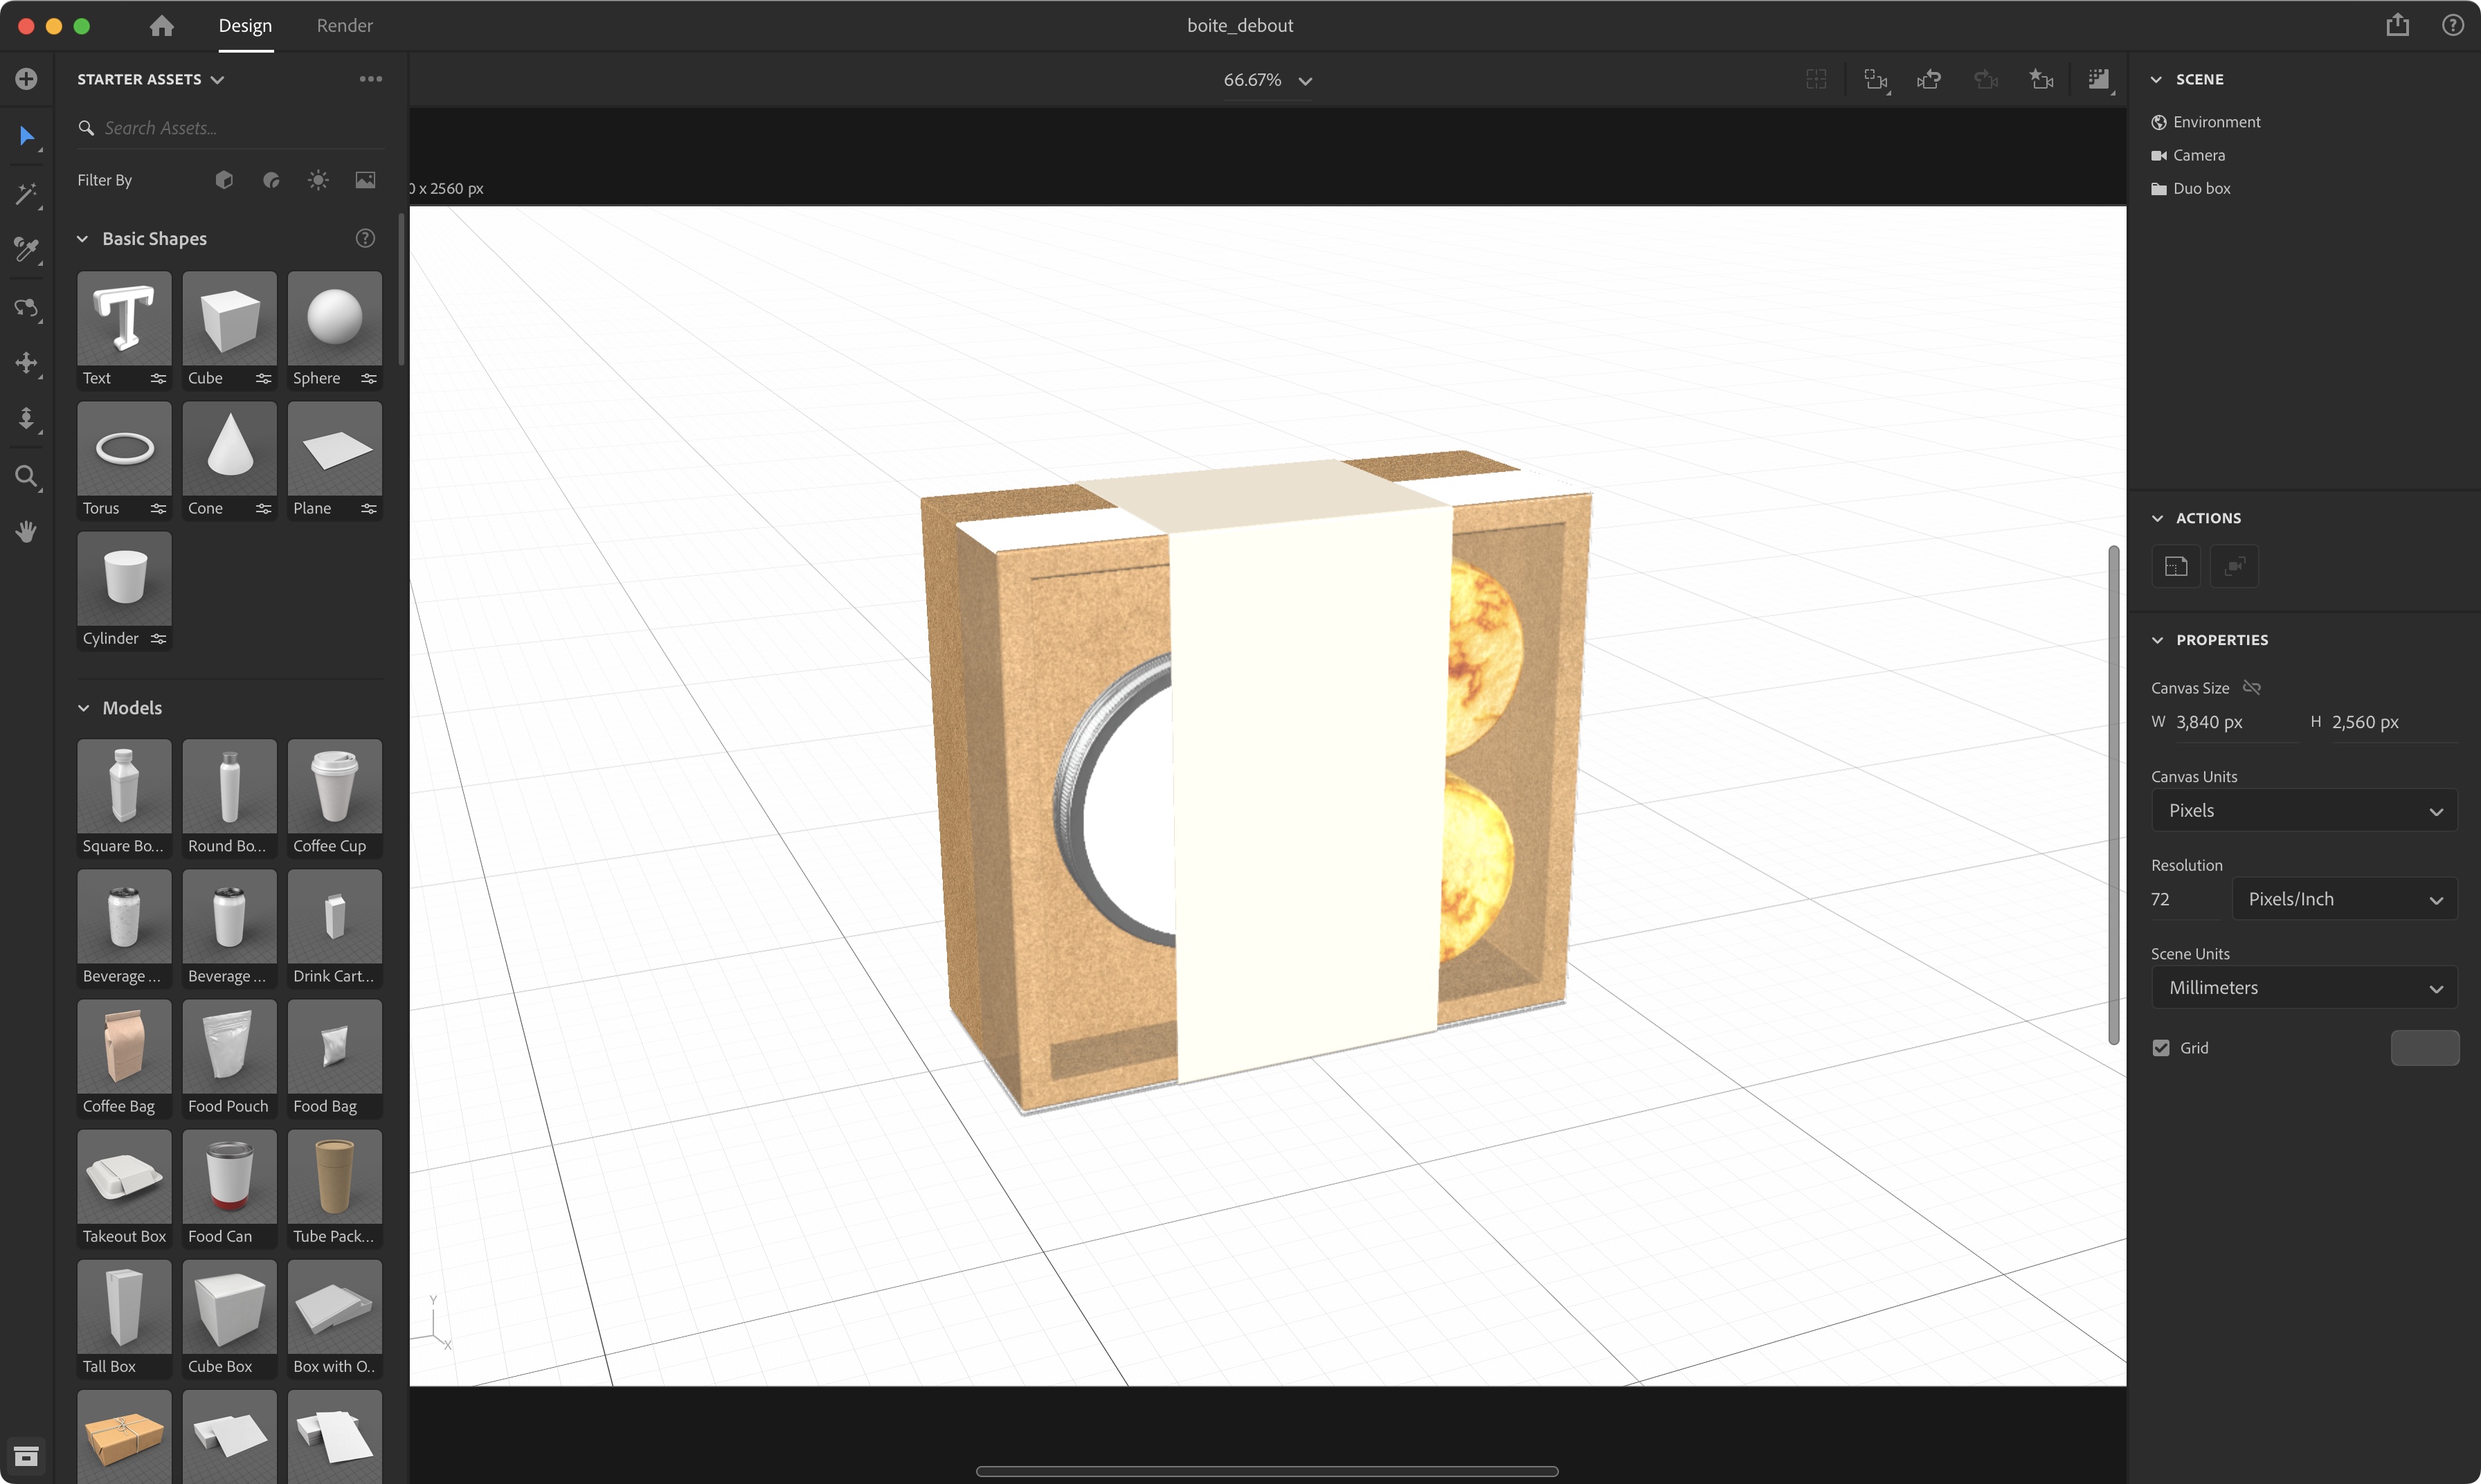 Design
Render
boite_debout
STARTER ASSETS
66.67%
Search Assets...
Filter By
0 x 2560 px
Basic Shapes
Text
Cube
Sphere
Torus
Cone
Plane
Cylinder
Models
Square Bo...
Round Bo...
Coffee Cup
Beverage ...
Beverage ...
Drink Cart...
Coffee Bag
Food Pouch
Food Bag
Takeout Box
Food Can
Tube Pack...
Tall Box
Cube Box
Box with O..
Y
X
SCENE
Environment
Camera
Duo box
ACTIONS
PROPERTIES
Canvas Size
W 3,840 px H 2,560 px
Canvas Units
Pixels
Resolution
72 Pixels/Inch
Scene Units
Millimeters
Grid